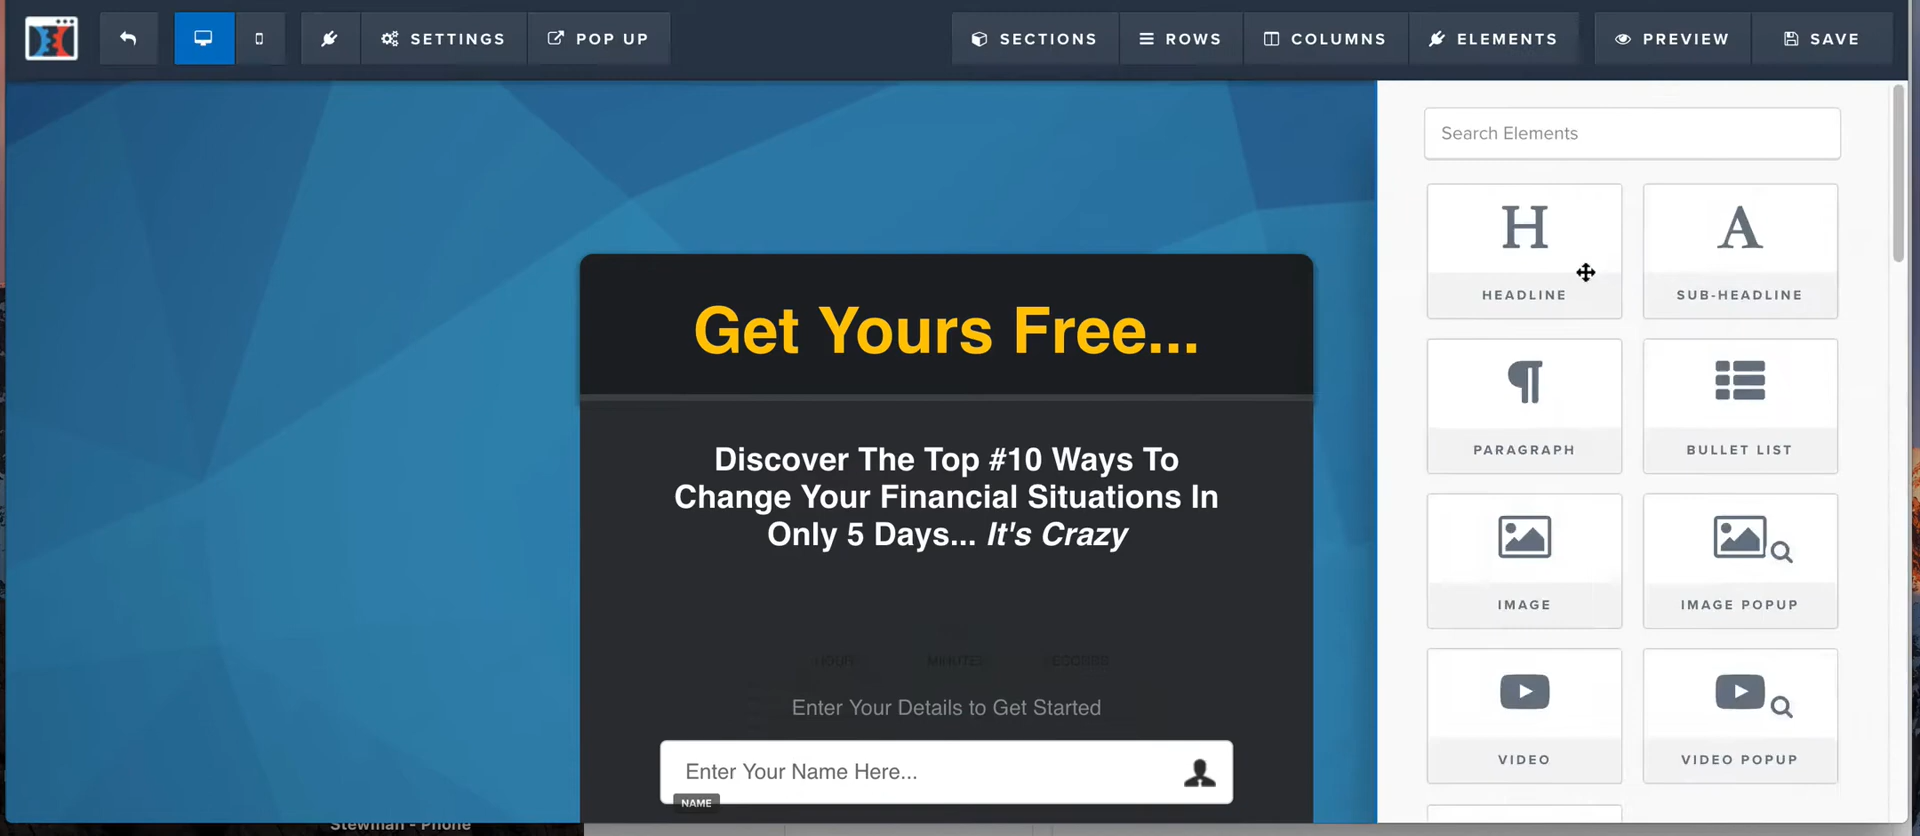 SETTINGS
POP UP
SECTIONS
ROWS
COLUMNS
ELEMENTS
PREVIEW
SAVE
Search Elements
H
HEADLINE
A
SUB-HEADLINE
PARAGRAPH
BULLET LIST
IMAGE
IMAGE POPUP
VIDEO
VIDEO POPUP
Get Yours Free...
Discover The Top #10 Ways To
Change Your Financial Situations In
Only 5 Days... It's Crazy
Enter Your Details to Get Started
Enter Your Name Here...
NAME
Stewman - Phone